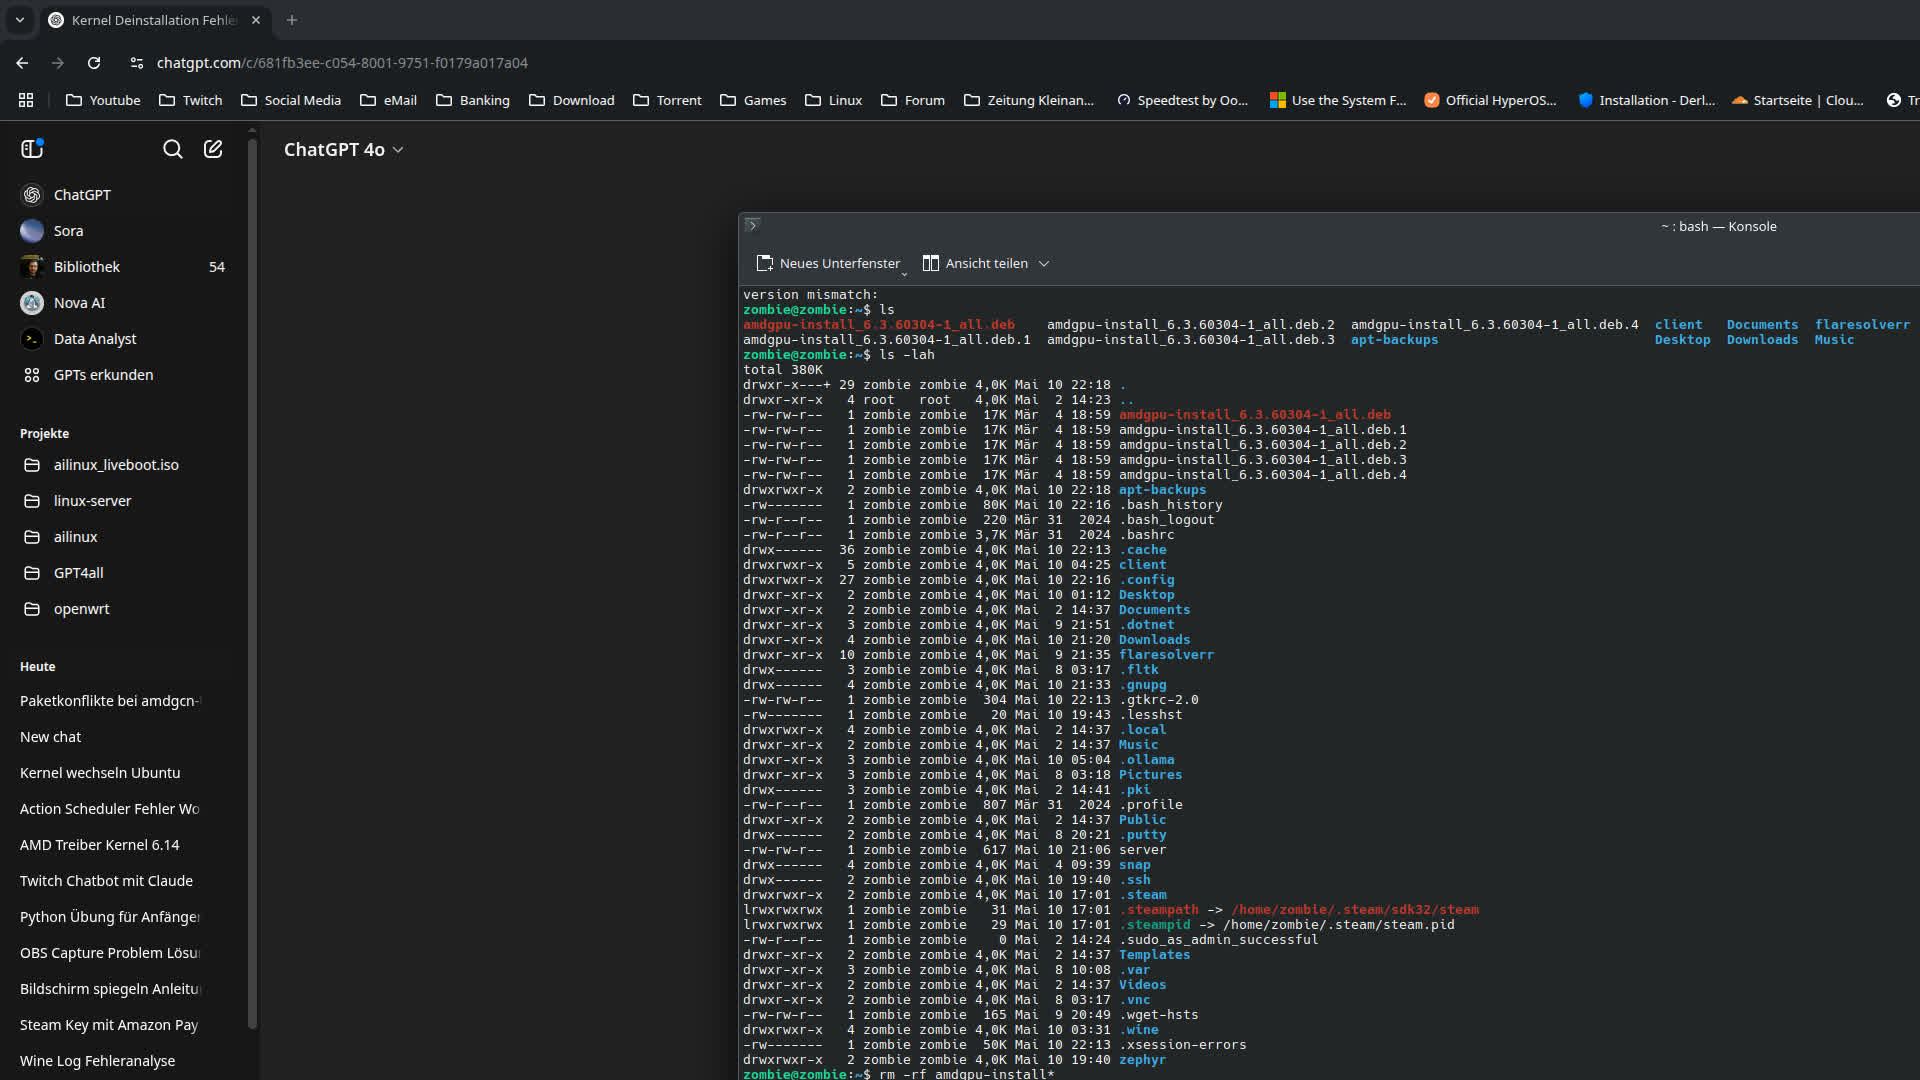 Kernel Deinstallation Fehle
chatgpt.com/c/681fb3ee-c054-8001-9751-f0179a017a04
Youtube Twitch Social Media eMail Banking Download Torrent Games Linux Forum Zeitung Kleinan... Speedtest by Oo... Use the System F... Official HyperOS... Installation - Derl... Startseite | Clou... Tr
ChatGPT 4o
ChatGPT
Sora
Bibliothek 54
Nova AI
Data Analyst
GPTs erkunden
Projekte
ailinux_liveboot.iso
linux-server
ailinux
GPT4all
openwrt
Heute
Paketkonflikte bei amdgcn-
New chat
Kernel wechseln Ubuntu
Action Scheduler Fehler Wo
AMD Treiber Kernel 6.14
Twitch Chatbot mit Claude
Python Übung für Anfänger
OBS Capture Problem Lösu
Bildschirm spiegeln Anleitu
Steam Key mit Amazon Pay
Wine Log Fehleranalyse
~ : bash — Konsole
Neues Unterfenster Ansicht teilen
version mismatch:
zombie@zombie:~$ ls
amdgpu-install_6.3.60304-1_all.deb amdgpu-install_6.3.60304-1_all.deb.2 amdgpu-install_6.3.60304-1_all.deb.4 client Documents flaresolverr
amdgpu-install_6.3.60304-1_all.deb.1 amdgpu-install_6.3.60304-1_all.deb.3 apt-backups Desktop Downloads Music
zombie@zombie:~$ ls -lah
total 380K
drwxr-x---+ 29 zombie zombie 4,0K Mai 10 22:18 .
drwxr-xr-x 4 root root 4,0K Mai 2 14:23 ..
-rw-rw-r-- 1 zombie zombie 17K Mär 4 18:59 amdgpu-install_6.3.60304-1_all.deb
-rw-rw-r-- 1 zombie zombie 17K Mär 4 18:59 amdgpu-install_6.3.60304-1_all.deb.1
-rw-rw-r-- 1 zombie zombie 17K Mär 4 18:59 amdgpu-install_6.3.60304-1_all.deb.2
-rw-rw-r-- 1 zombie zombie 17K Mär 4 18:59 amdgpu-install_6.3.60304-1_all.deb.3
-rw-rw-r-- 1 zombie zombie 17K Mär 4 18:59 amdgpu-install_6.3.60304-1_all.deb.4
drwxrwxr-x 2 zombie zombie 4,0K Mai 10 22:18 apt-backups
-rw------- 1 zombie zombie 80K Mai 10 22:16 .bash_history
-rw-r--r-- 1 zombie zombie 220 Mär 31 2024 .bash_logout
-rw-r--r-- 1 zombie zombie 3,7K Mär 31 2024 .bashrc
drwx------ 36 zombie zombie 4,0K Mai 10 22:13 .cache
drwxrwxr-x 5 zombie zombie 4,0K Mai 10 04:25 client
drwxrwxr-x 27 zombie zombie 4,0K Mai 10 22:16 .config
drwxr-xr-x 2 zombie zombie 4,0K Mai 10 01:12 Desktop
drwxr-xr-x 2 zombie zombie 4,0K Mai 2 14:37 Documents
drwxr-xr-x 3 zombie zombie 4,0K Mai 9 21:51 .dotnet
drwxr-xr-x 4 zombie zombie 4,0K Mai 10 21:20 Downloads
drwxr-xr-x 10 zombie zombie 4,0K Mai 9 21:35 flaresolverr
drwx------ 3 zombie zombie 4,0K Mai 8 03:17 .fltk
drwx------ 4 zombie zombie 4,0K Mai 10 21:33 .gnupg
-rw-rw-r-- 1 zombie zombie 304 Mai 10 22:13 .gtkrc-2.0
-rw------- 1 zombie zombie 20 Mai 10 19:43 .lesshst
drwxrwxr-x 4 zombie zombie 4,0K Mai 2 14:37 .local
drwxr-xr-x 2 zombie zombie 4,0K Mai 2 14:37 Music
drwxr-xr-x 3 zombie zombie 4,0K Mai 10 05:04 .ollama
drwxr-xr-x 3 zombie zombie 4,0K Mai 8 03:18 Pictures
drwx------ 3 zombie zombie 4,0K Mai 2 14:41 .pki
-rw-r--r-- 1 zombie zombie 807 Mär 31 2024 .profile
drwxr-xr-x 2 zombie zombie 4,0K Mai 2 14:37 Public
drwx------ 2 zombie zombie 4,0K Mai 8 20:21 .putty
-rw-rw-r-- 1 zombie zombie 617 Mai 10 21:06 server
drwx------ 4 zombie zombie 4,0K Mai 4 09:39 snap
drwx------ 2 zombie zombie 4,0K Mai 10 19:40 .ssh
drwxrwxr-x 2 zombie zombie 4,0K Mai 10 17:01 .steam
lrwxrwxrwx 1 zombie zombie 31 Mai 10 17:01 .steampath -> /home/zombie/.steam/sdk32/steam
lrwxrwxrwx 1 zombie zombie 29 Mai 10 17:01 .steampid -> /home/zombie/.steam/steam.pid
-rw-r--r-- 1 zombie zombie 0 Mai 2 14:24 .sudo_as_admin_successful
drwxr-xr-x 2 zombie zombie 4,0K Mai 2 14:37 Templates
drwxr-xr-x 3 zombie zombie 4,0K Mai 8 10:08 .var
drwxr-xr-x 2 zombie zombie 4,0K Mai 2 14:37 Videos
drwxr-xr-x 2 zombie zombie 4,0K Mai 8 03:17 .vnc
-rw-rw-r-- 1 zombie zombie 165 Mai 9 20:49 .wget-hsts
drwxrwxr-x 4 zombie zombie 4,0K Mai 10 03:31 .wine
-rw------- 1 zombie zombie 50K Mai 10 22:13 .xsession-errors
drwxrwxr-x 2 zombie zombie 4,0K Mai 10 19:40 zephyr
zombie@zombie:~$ rm -rf amdgpu-install*